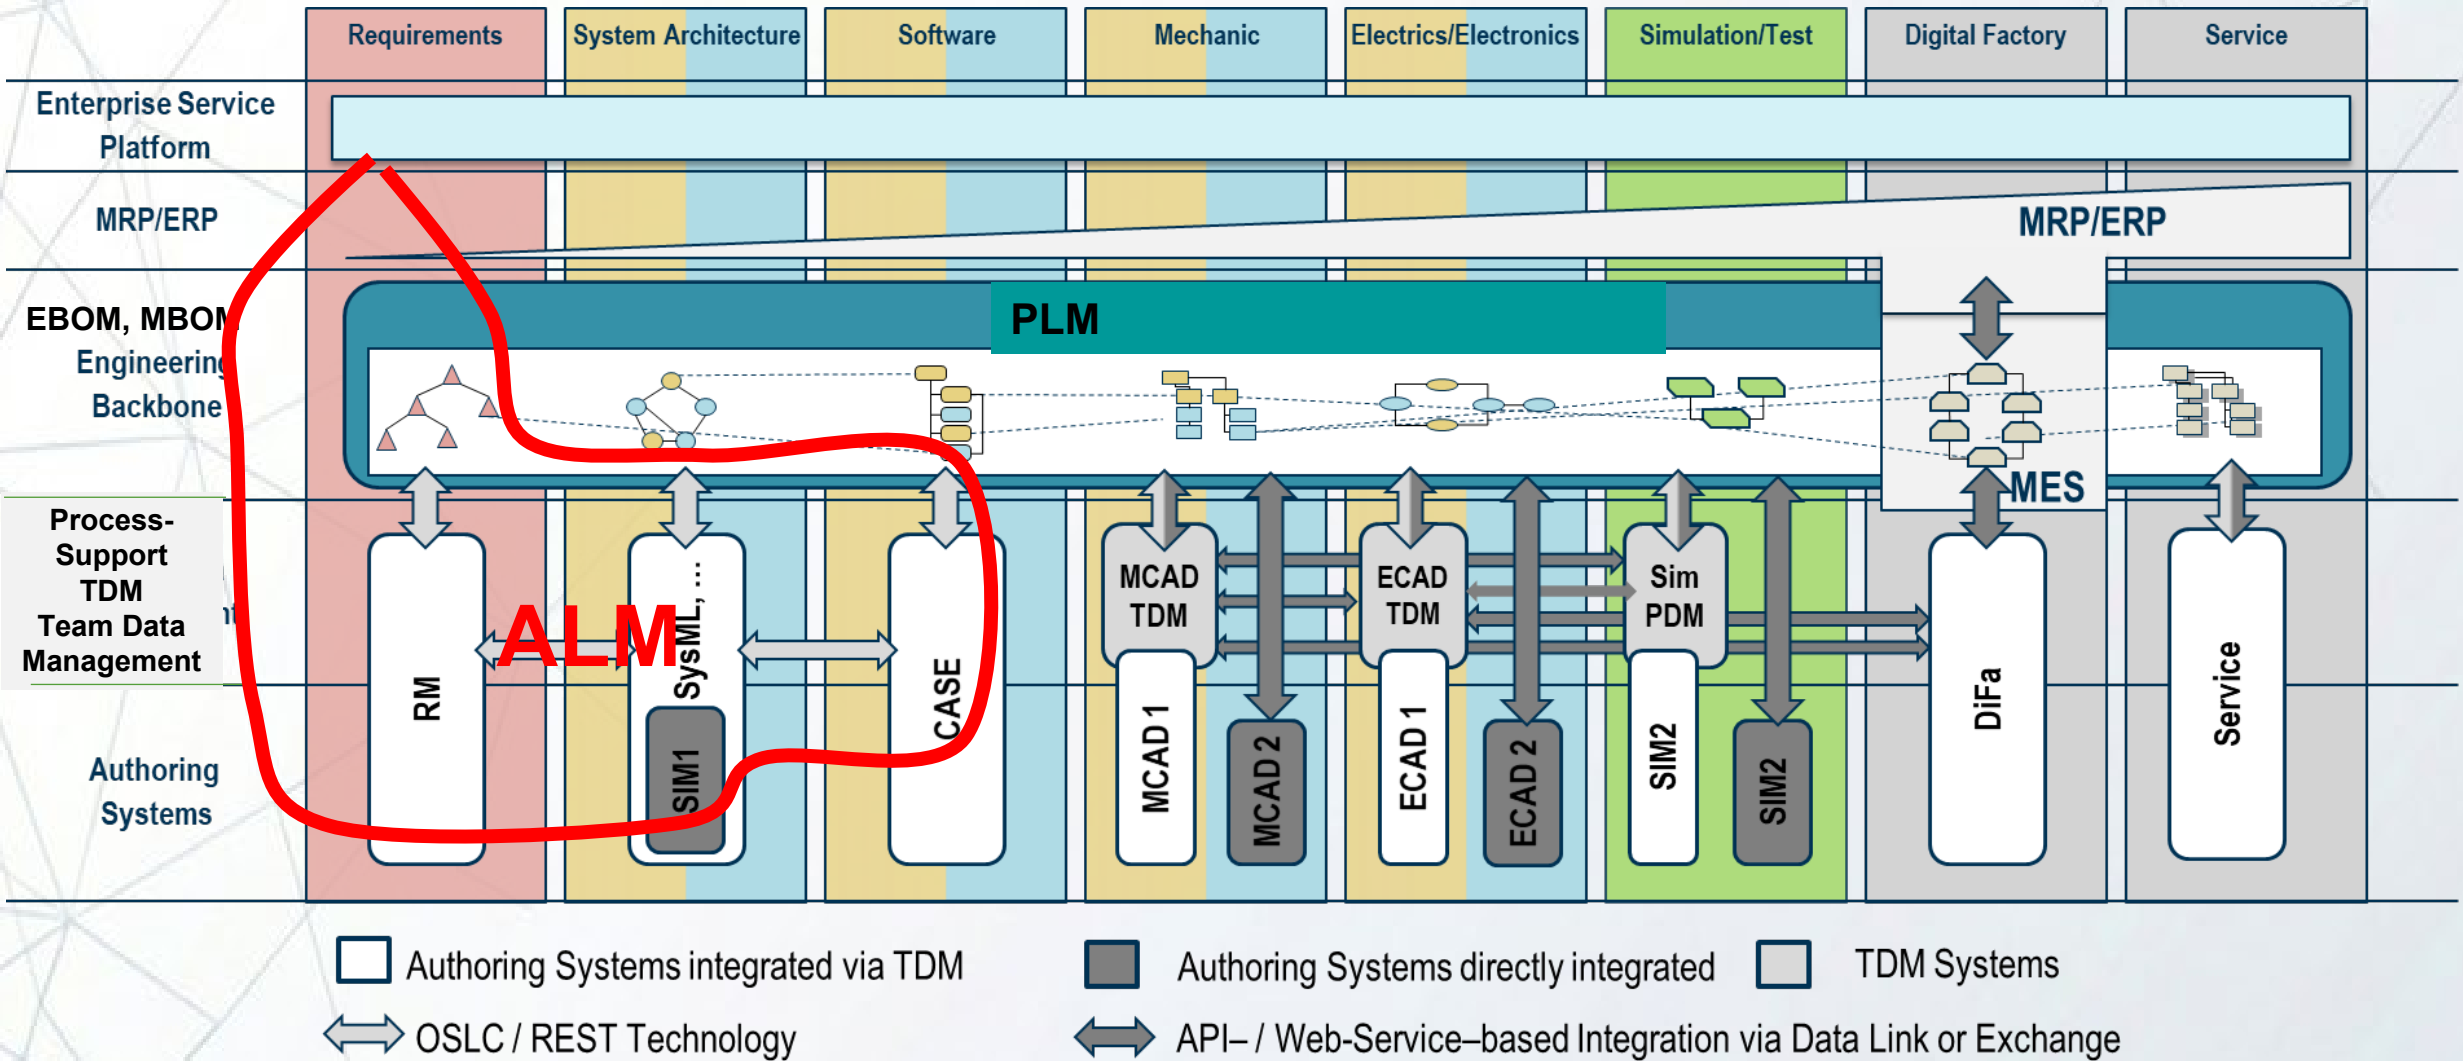 Requirements
System Architecture
Software
Mechanic
Electrics/Electronics
Simulation/Test
Digital Factory
Service
Enterprise Service
Platform
MRP/ERP
MRP/ERP
EBOM, MBOM
Engineering
Backbone
PLM
MES
Process-
Support
TDM
Team Data
Management
ALM
RM
SysML, ...
SIM1
CASE
MCAD
TDM
MCAD 1
MCAD 2
ECAD
TDM
ECAD 1
ECAD 2
Sim
PDM
SIM2
SIM2
DiFa
Service
Authoring
Systems
Authoring Systems integrated via TDM
Authoring Systems directly integrated
TDM Systems
OSLC / REST Technology
API– / Web-Service–based Integration via Data Link or Exchange